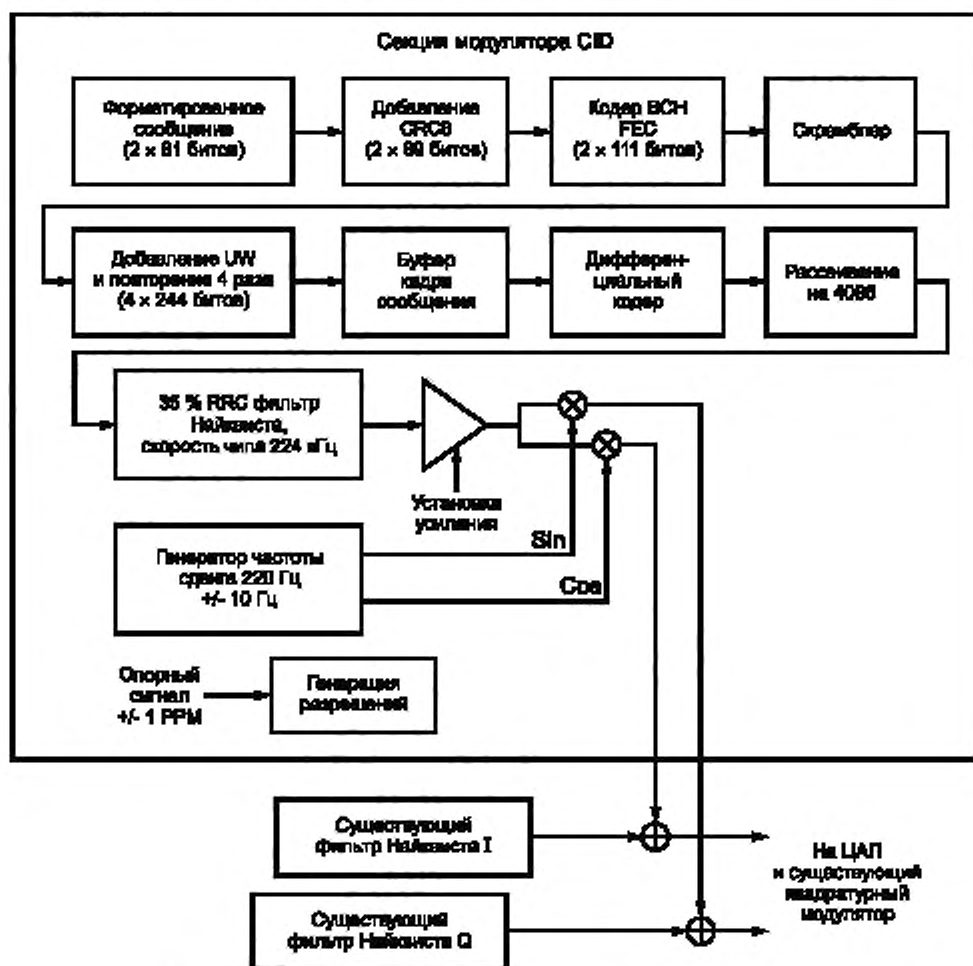 Секция модулятора CID
Форматированное
сообщение
(2 × 81 битов)
Добавление
CRC8
(2 × 89 битов)
Кодер BCH
FEC
(2 × 111 битов)
Скремблер
Добавление UW
и повторение 4 раза
(4 × 244 битов)
Буфер
кадра
сообщения
Дифферен-
циальный
кодер
Рассеивание
на 4096
35 % RRC фильтр
Найквиста,
скорость чипа 224 кГц
Установка
усиления
Генератор частоты
сдвига 220 Гц
+/- 10 Гц
Sin
Cos
Опорный
сигнал
+/- 1 PPM
Генерация
разрешений
Существующий
фильтр Найквиста I
Существующий
фильтр Найквиста Q
На ЦАП
и существующий
квадратурный
модулятор